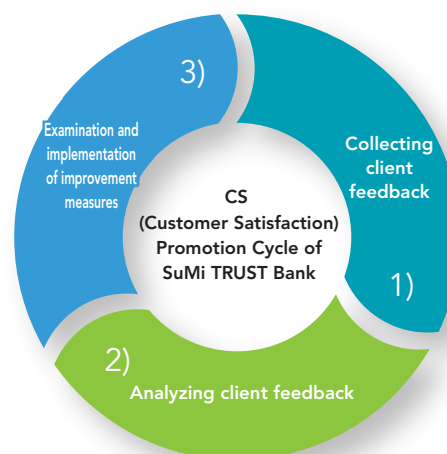 CS
(Customer Satisfaction)
Promotion Cycle of
SuMi TRUST Bank
Collecting
client
feedback
1)
2)
Analyzing client feedback
3)
Examination and
implementation
of improvement
measures